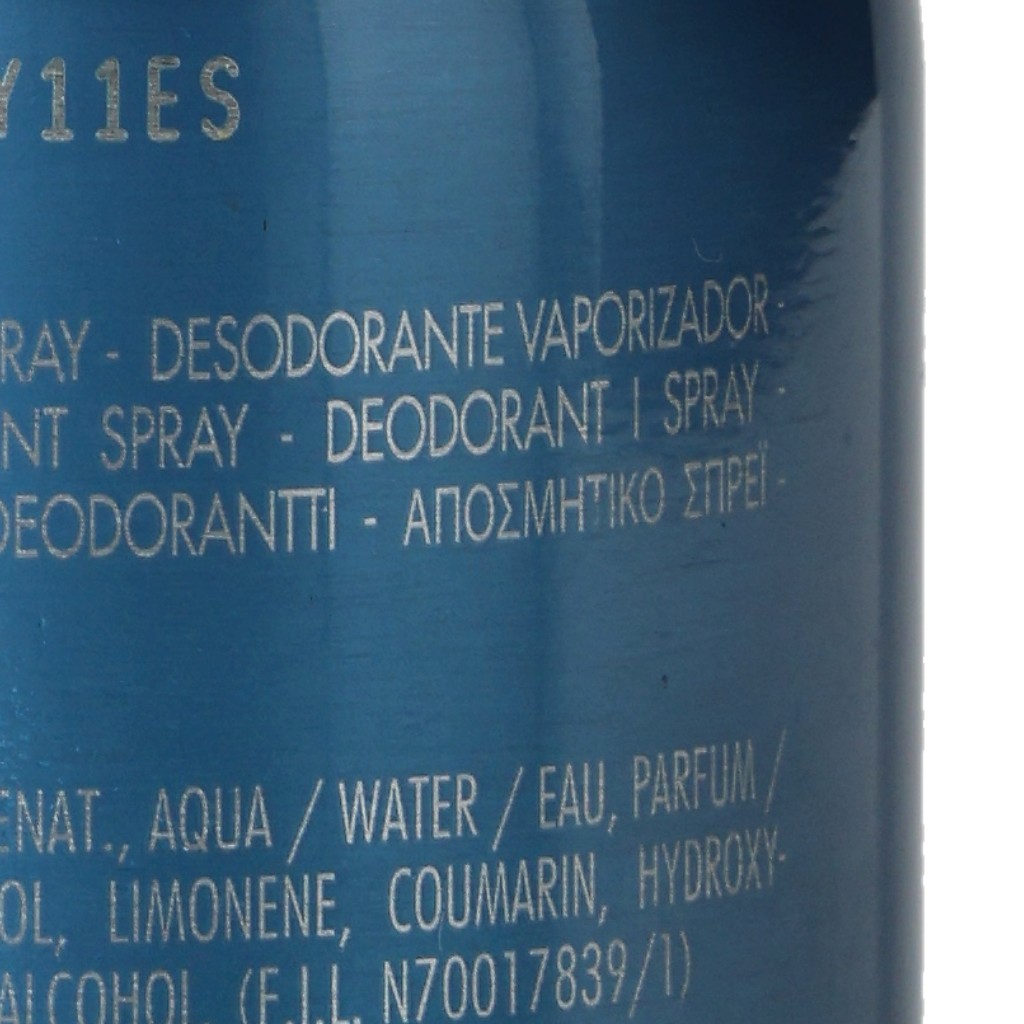 Y11ES
RAY - DESODORANTE VAPORIZADOR -
NT SPRAY - DEODORANT I SPRAY -
DEODORANTTI - ΑΠΟΣΜΗΤΙΚΟ ΣΠΡΕΪ -
ENAT., AQUA / WATER / EAU, PARFUM /
OL, LIMONENE, COUMARIN, HYDROXY-
ALCOHOL. (F.I.L. N70017839/1)